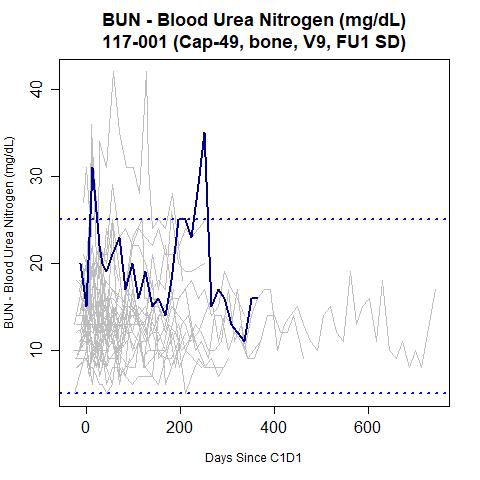 BUN - Blood Urea Nitrogen (mg/dL)
117-001 (Cap-49, bone, V9, FU1 SD)
BUN - Blood Urea Nitrogen (mg/dL)
40
30
20
10
0
200
400
600
Days Since C1D1